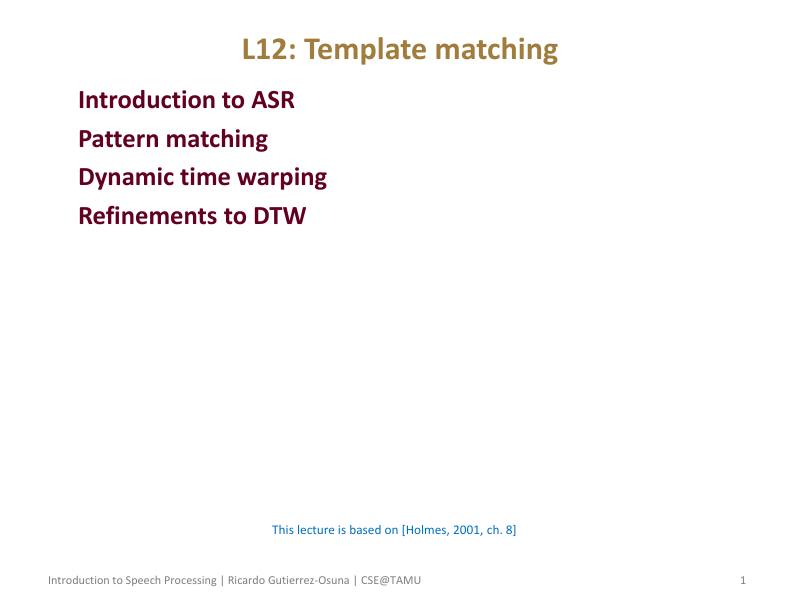 L12: Template matching
Introduction to ASR
Pattern matching
Dynamic time warping
Refinements to DTW
This lecture is based on [Holmes, 2001, ch. 8]
Introduction to Speech Processing | Ricardo Gutierrez-Osuna | CSE@TAMU 1